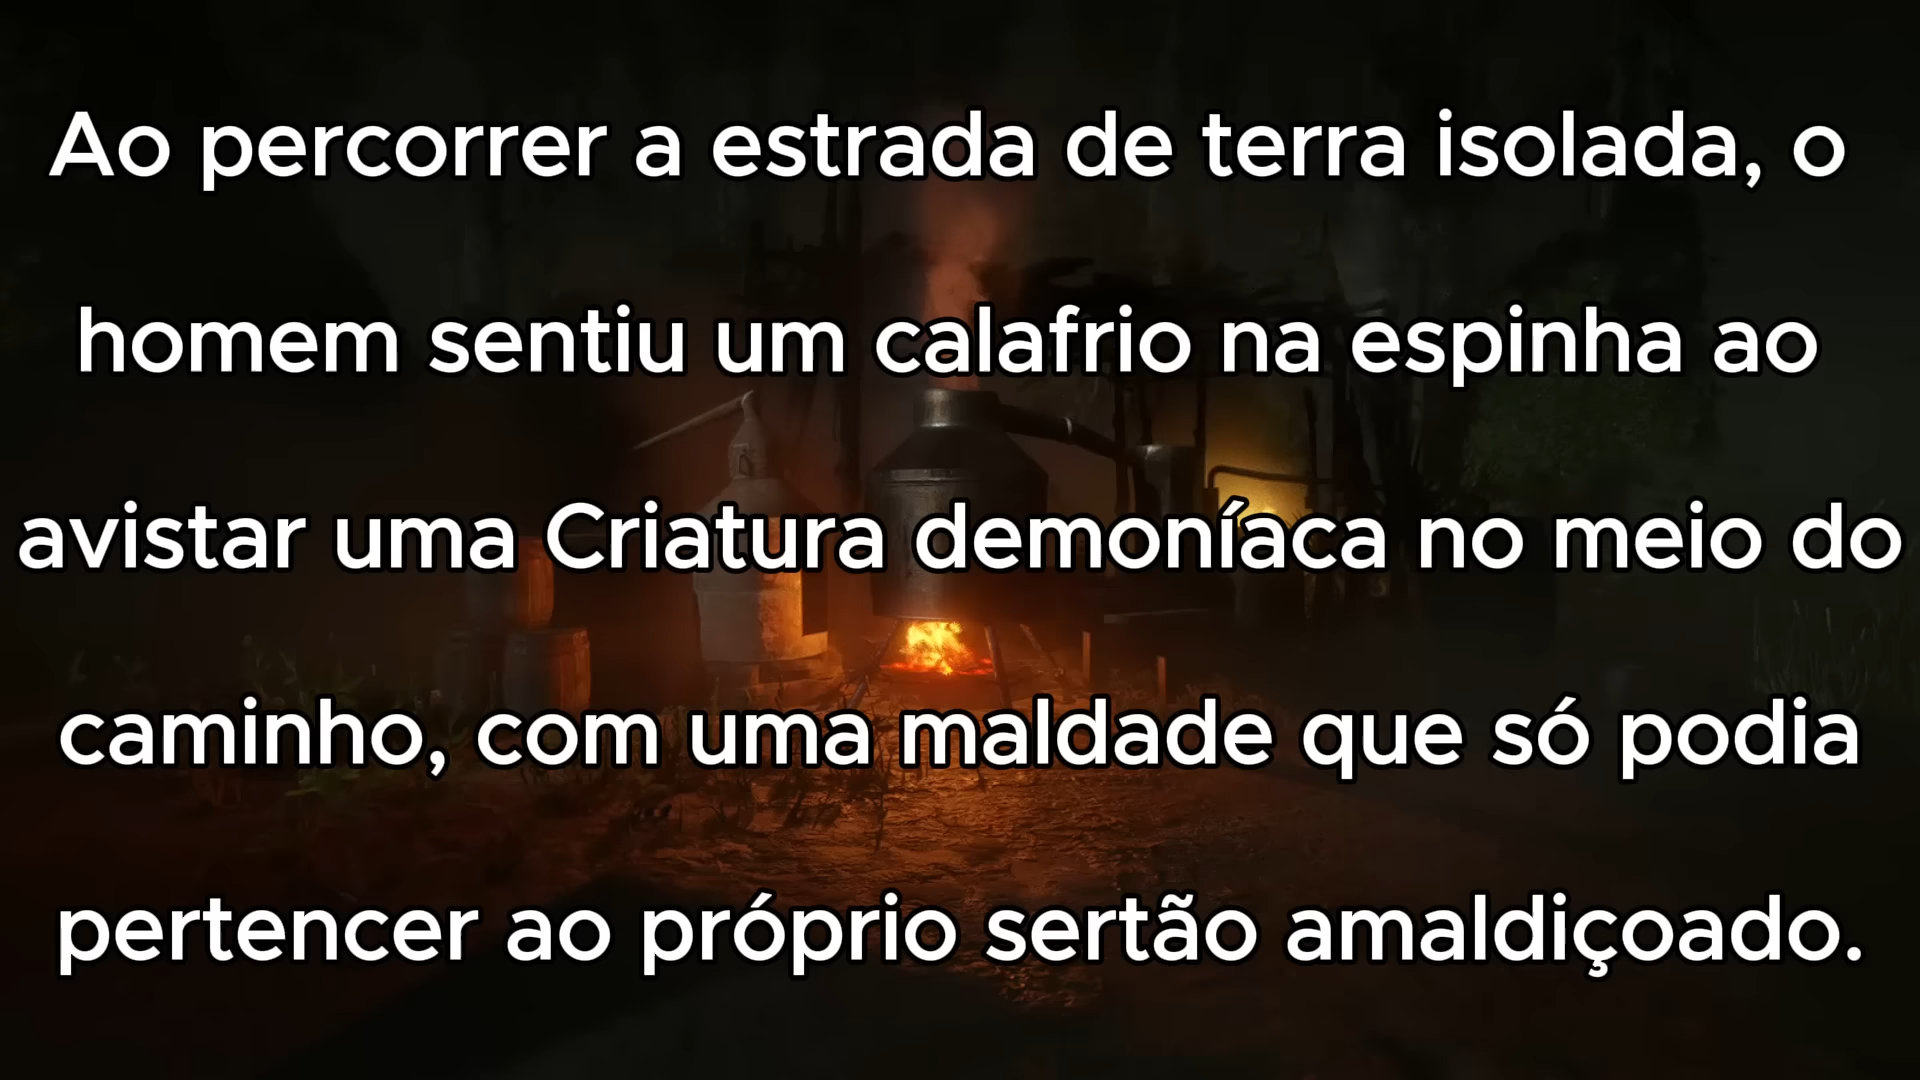 Ao percorrer a estrada de terra isolada, o
homem sentiu um calafrio na espinha ao
avistar uma Criatura demoníaca no meio do
caminho, com uma maldade que só podia
pertencer ao próprio sertão amaldiçoado.